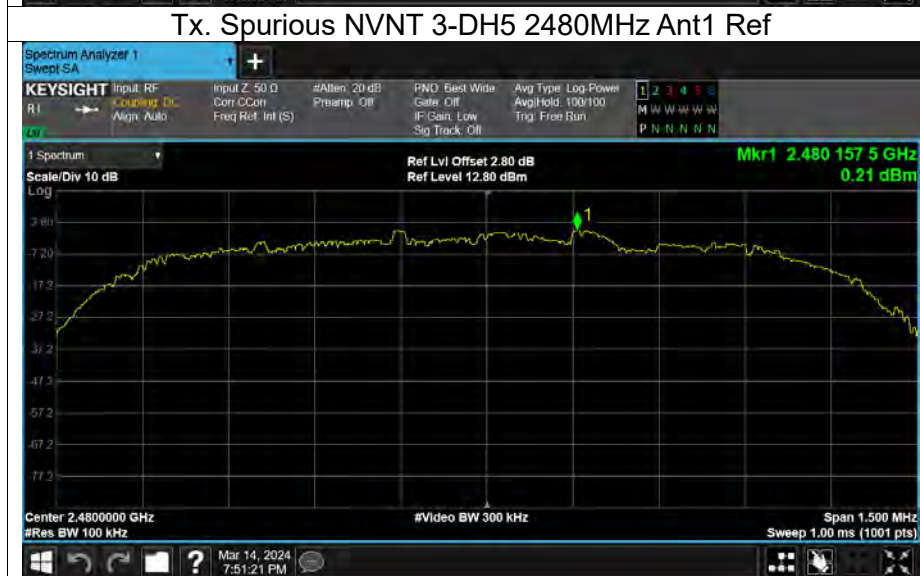 Tx. Spurious NVNT 3-DH5 2480MHz Ant1 Ref
Spectrum Analyzer 1
Swept SA
+
KEYSIGHT Input: RF Input Z: 50 Ω #Atten: 20 dB PNO: Best Wide Avg Type: Log-Power 1 2 3 4 5 6
Coupling: DC Corr CCorr Preamp: Off Gate: Off Avg|Hold: 100/100 M W W W W W
Align: Auto Freq Ref: Int (S) IF Gain: Low Trig: Free Run
Sig Track: Off P N N N N N
1 Spectrum
Scale/Div 10 dB
Ref Lvl Offset 2.80 dB
Ref Level 12.80 dBm
Mkr1 2.480 157 5 GHz
0.21 dBm
Log
1
2.80
-7.20
-17.2
-27.2
-37.2
-47.2
-57.2
-67.2
-77.2
Center 2.4800000 GHz #Video BW 300 kHz Span 1.500 MHz
#Res BW 100 kHz Sweep 1.00 ms (1001 pts)
? Mar 14, 2024
7:51:21 PM